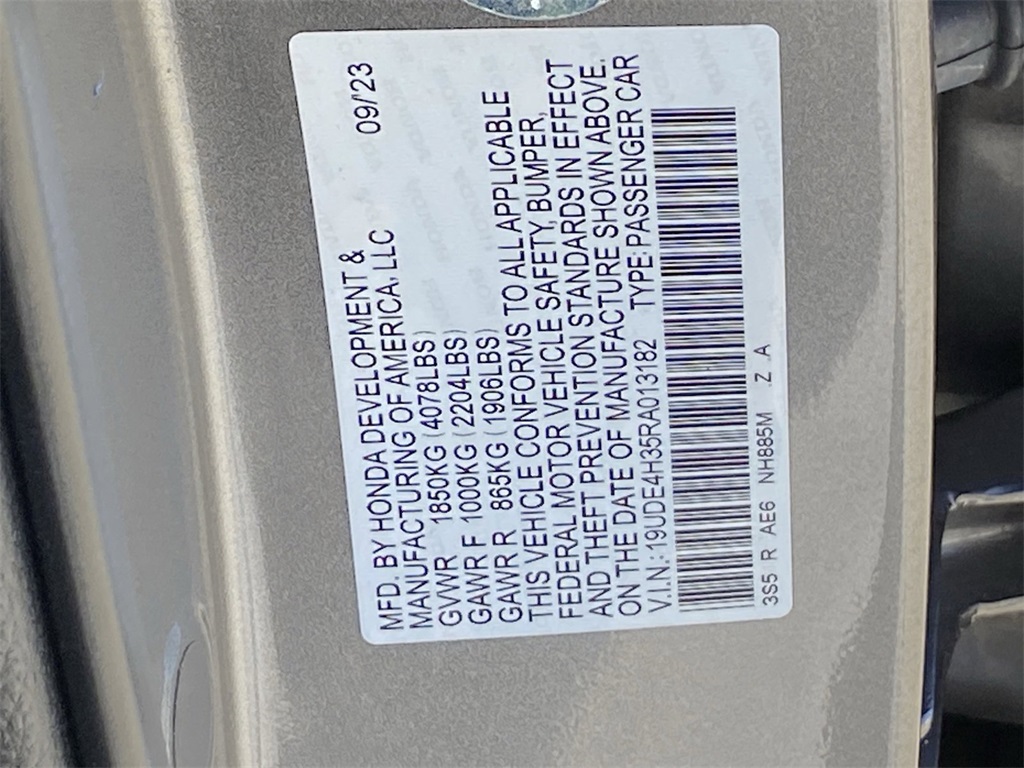 09/'23
MFD. BY HONDA DEVELOPMENT &
MANUFACTURING OF AMERICA, LLC
GVWR 1850KG (4078LBS)
GAWR F 1000KG (2204LBS)
GAWR R 865KG (1906LBS)
THIS VEHICLE CONFORMS TO ALL APPLICABLE
FEDERAL MOTOR VEHICLE SAFETY, BUMPER,
AND THEFT PREVENTION STANDARDS IN EFFECT
ON THE DATE OF MANUFACTURE SHOWN ABOVE.
V.I.N.: 19UDE4H35RA013182 TYPE: PASSENGER CAR
3S5 R AE6 NH885M Z A